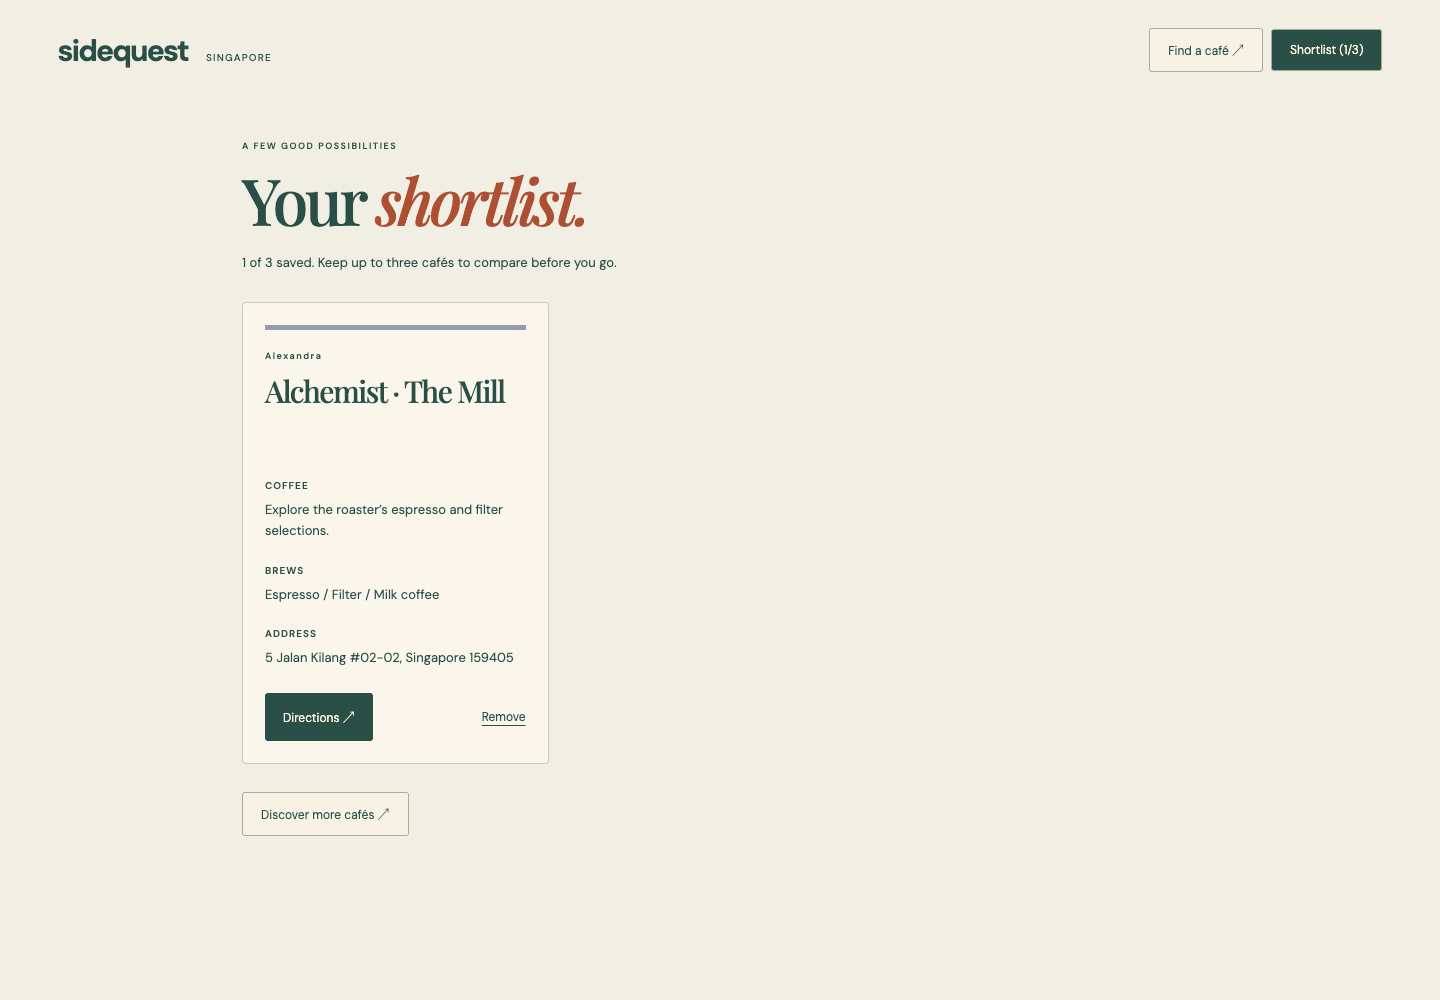 sidequest SINGAPORE
Find a café ↗ Shortlist (1/3)
A FEW GOOD POSSIBILITIES
Your shortlist.
1 of 3 saved. Keep up to three cafés to compare before you go.
Alexandra
Alchemist · The Mill
COFFEE
Explore the roaster’s espresso and filter
selections.
BREWS
Espresso / Filter / Milk coffee
ADDRESS
5 Jalan Kilang #02-02, Singapore 159405
Directions ↗ Remove
Discover more cafés ↗